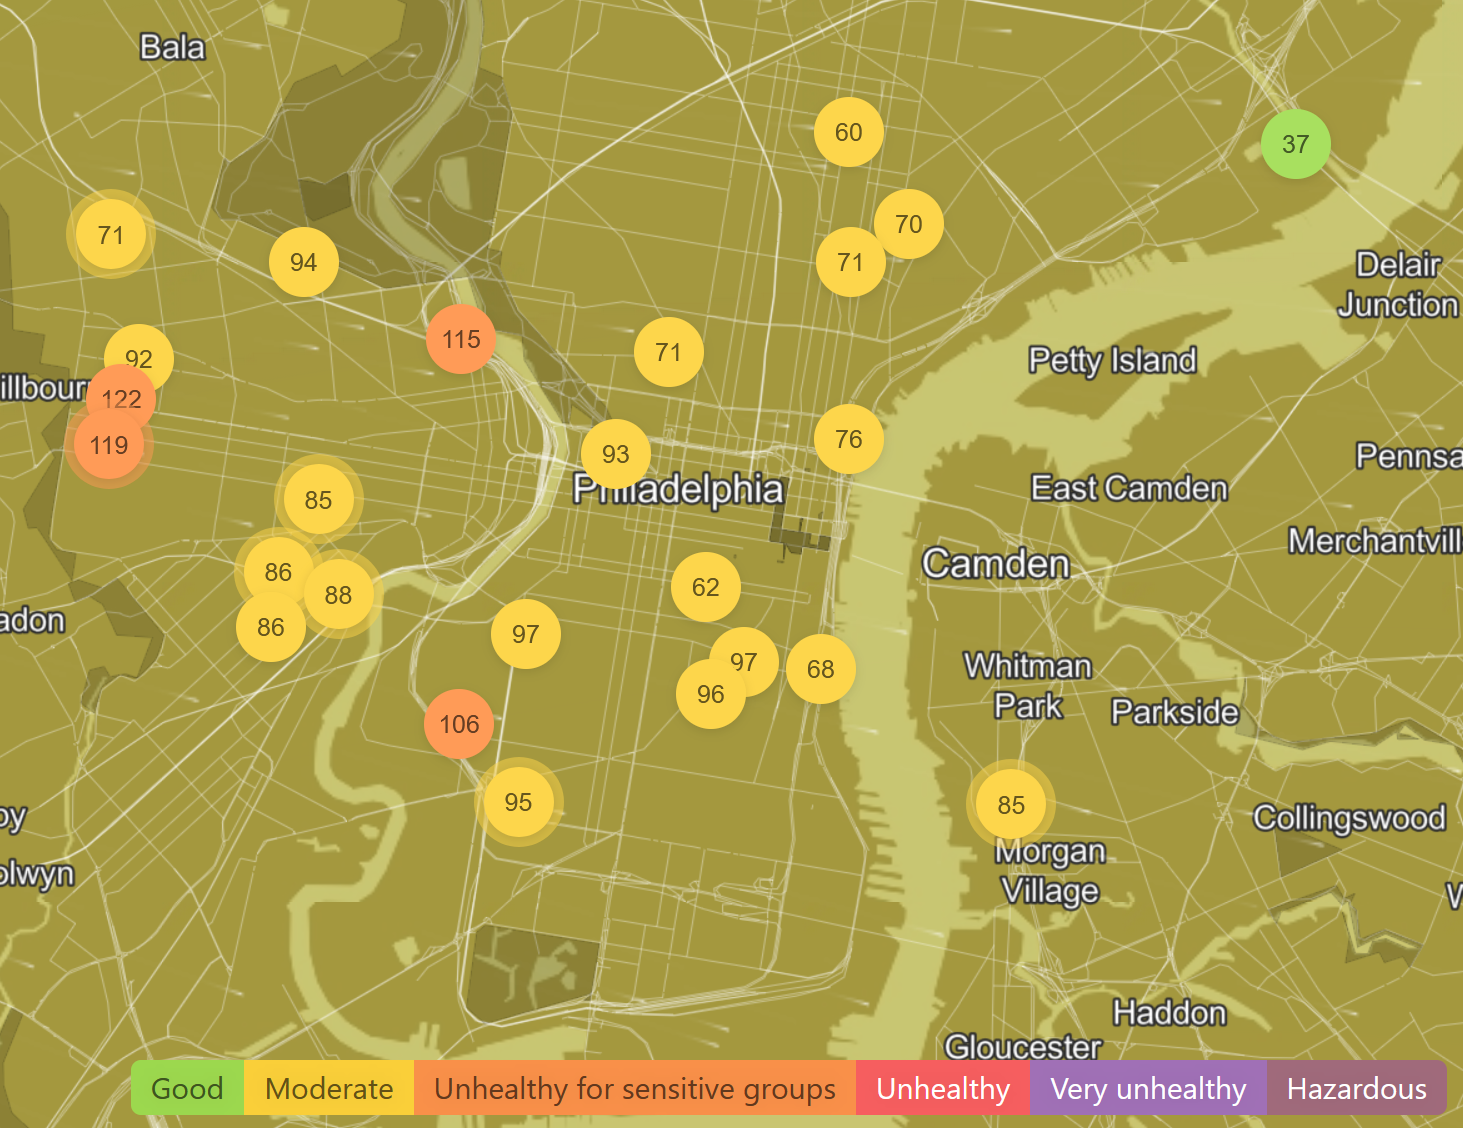 Bala
60
37
71
94
70
71
Delair
Junction
115
71
92
Petty Island
illbourn
122
119
93
76
Philadelphia
Pennsa
East Camden
85
Merchantvill
86
88
Camden
62
adon
86
97
97
68
Whitman
Park
96
Parkside
106
95
85
Collingswood
oy
Morgan
Village
olwyn
W
Haddon
Gloucester
Good
Moderate
Unhealthy for sensitive groups
Unhealthy
Very unhealthy
Hazardous